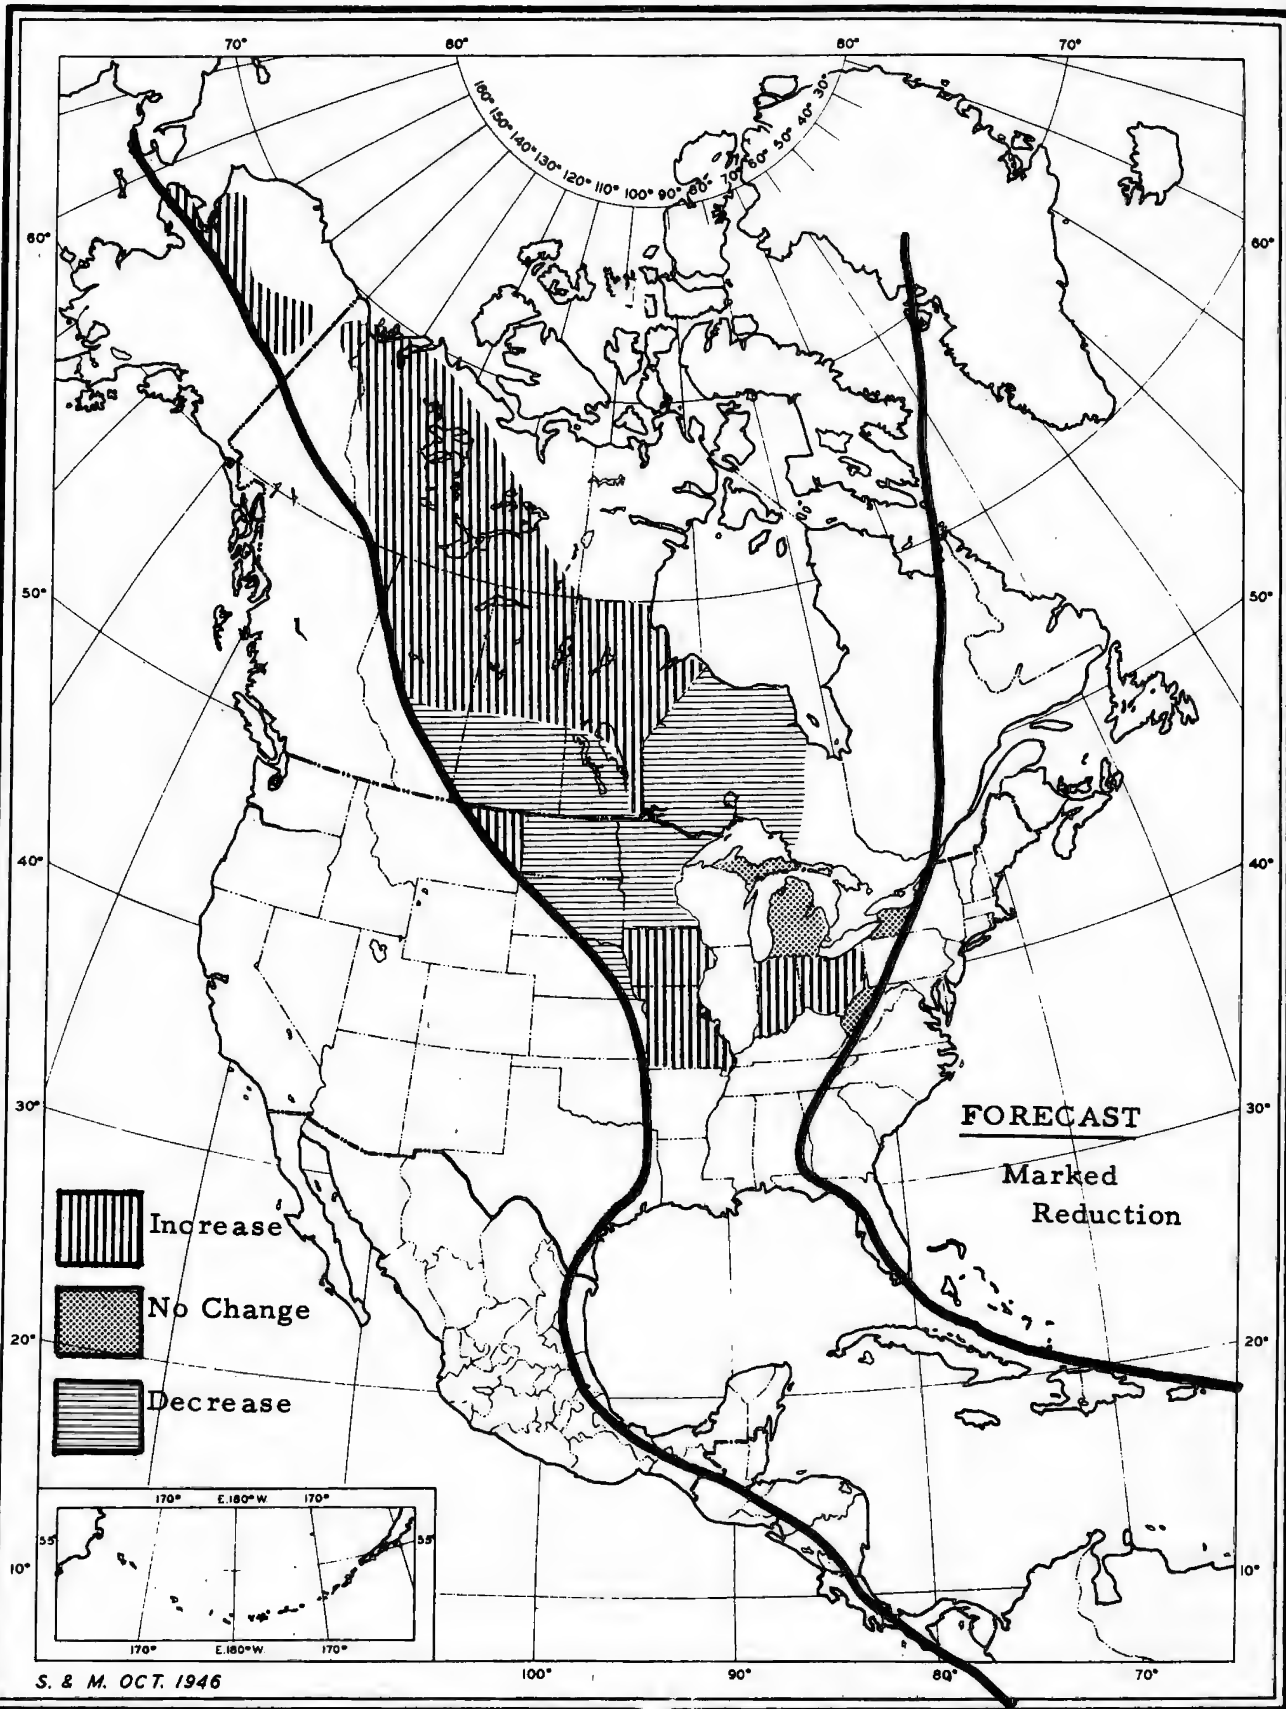 70° 80° 80° 70°
160° 150° 140° 130° 120° 110° 100° 90° 80° 70° 60° 50° 40° 30°
60° 60°
50° 50°
40° 40°
30° 30°
FORECAST
Marked
Reduction
Increase
No Change
20° 20°
Decrease
170° E.180°W. 170°
55° 55°
10° 10°
170° E.180°W. 170°
100° 90° 80° 70°
S. & M. OCT. 1946